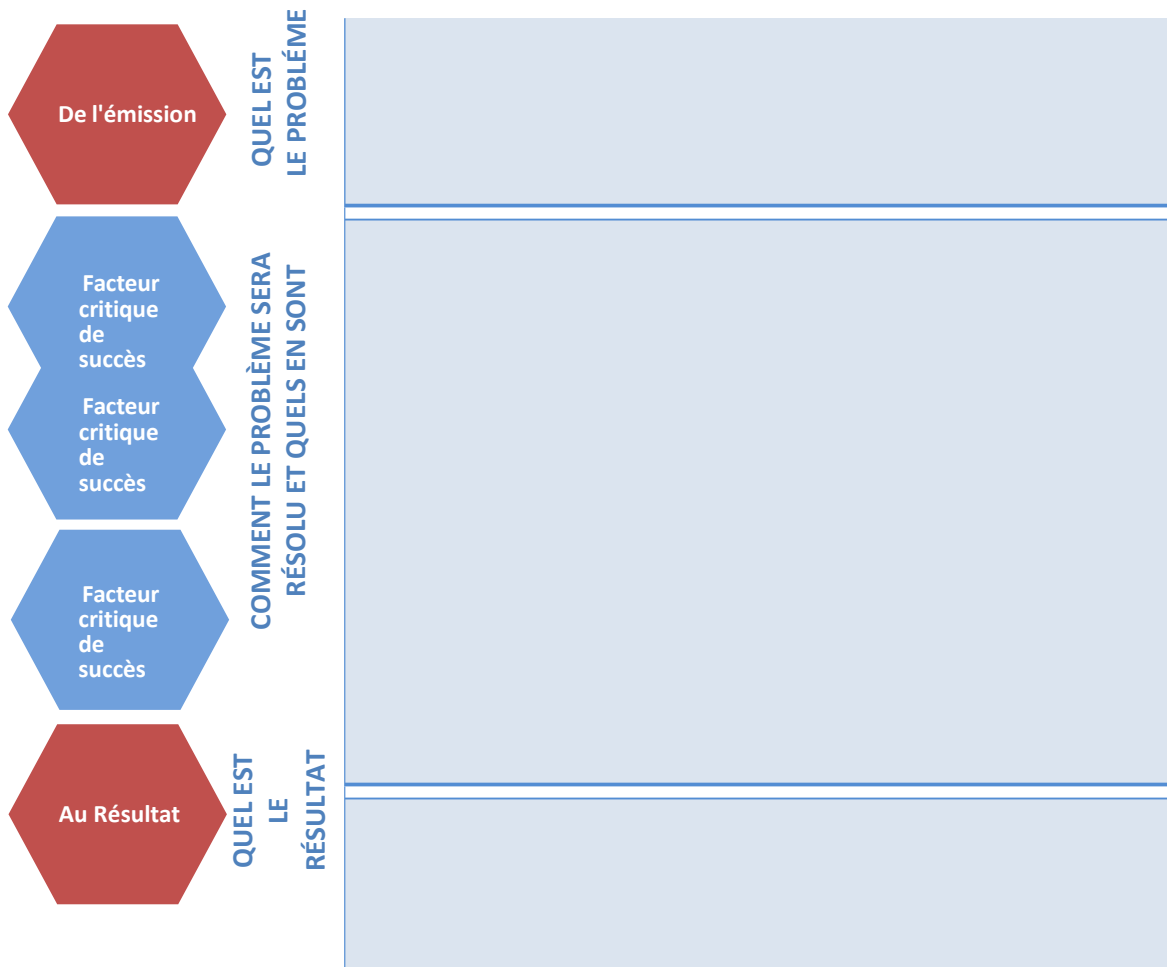 De l'émission
QUEL EST
LE PROBLÉME
Facteur
critique
de
succès
Facteur
critique
de
succès
Facteur
critique
de
succès
COMMENT LE PROBLÈME SERA
RÉSOLU ET QUELS EN SONT
Au Résultat
QUEL EST
LE
RÉSULTAT